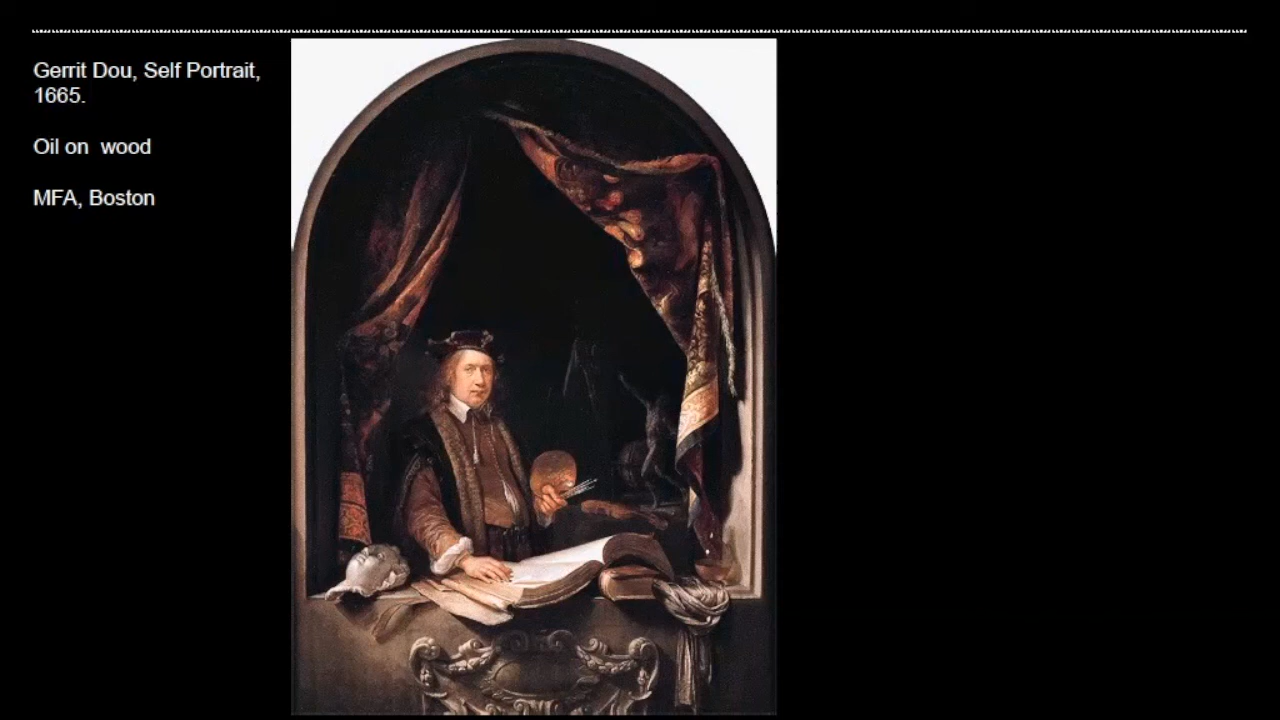 Gerrit Dou, Self Portrait,
1665.
Oil on  wood
MFA, Boston